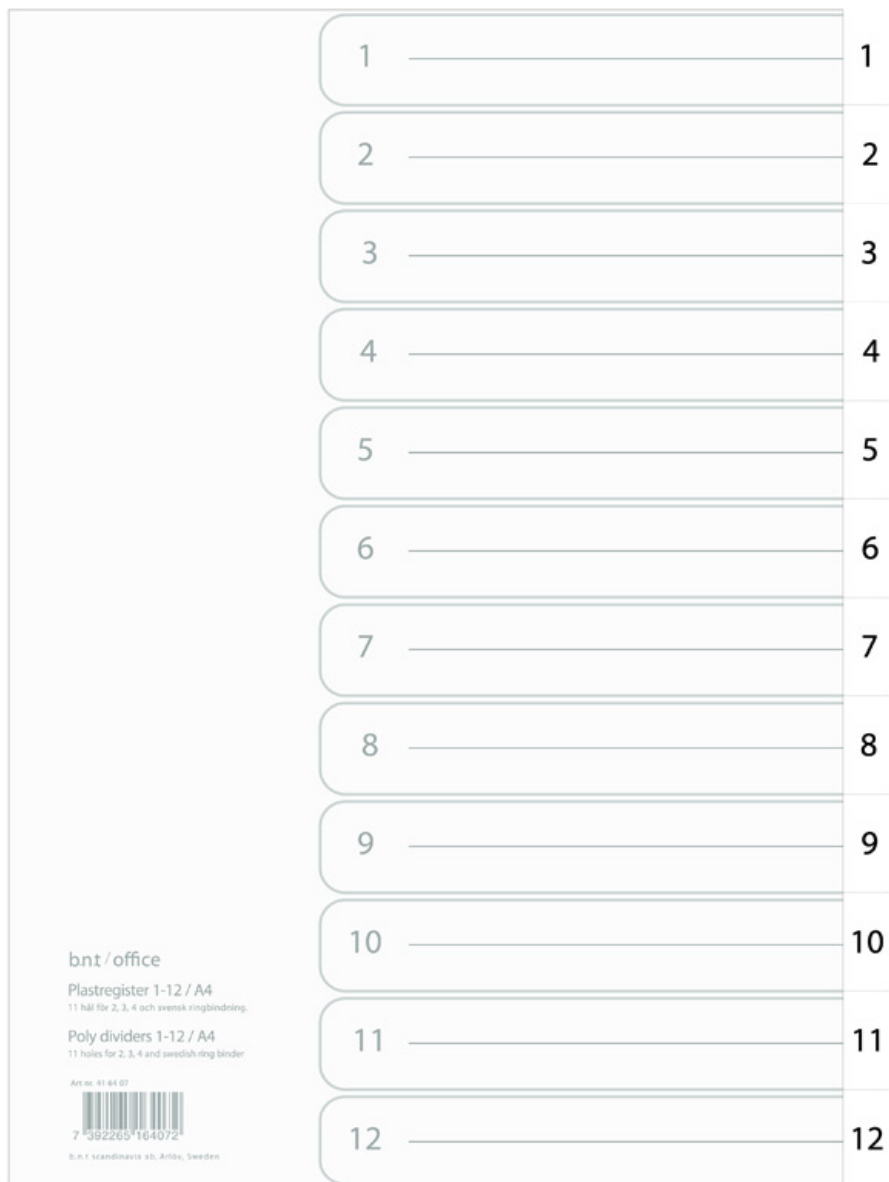 1 1
2 2
3 3
4 4
5 5
6 6
7 7
8 8
9 9
10 10
11 11
12 12
b.n.t / office
Plastregister 1-12 / A4
11 hål för 2, 3, 4 och svensk ringbindning.
Poly dividers 1-12 / A4
11 holes for 2, 3, 4 and swedish ring binder
Art nr. 41 64 07
7 392265 164072
b.n.t scandinavia ab, Arlöv, Sweden